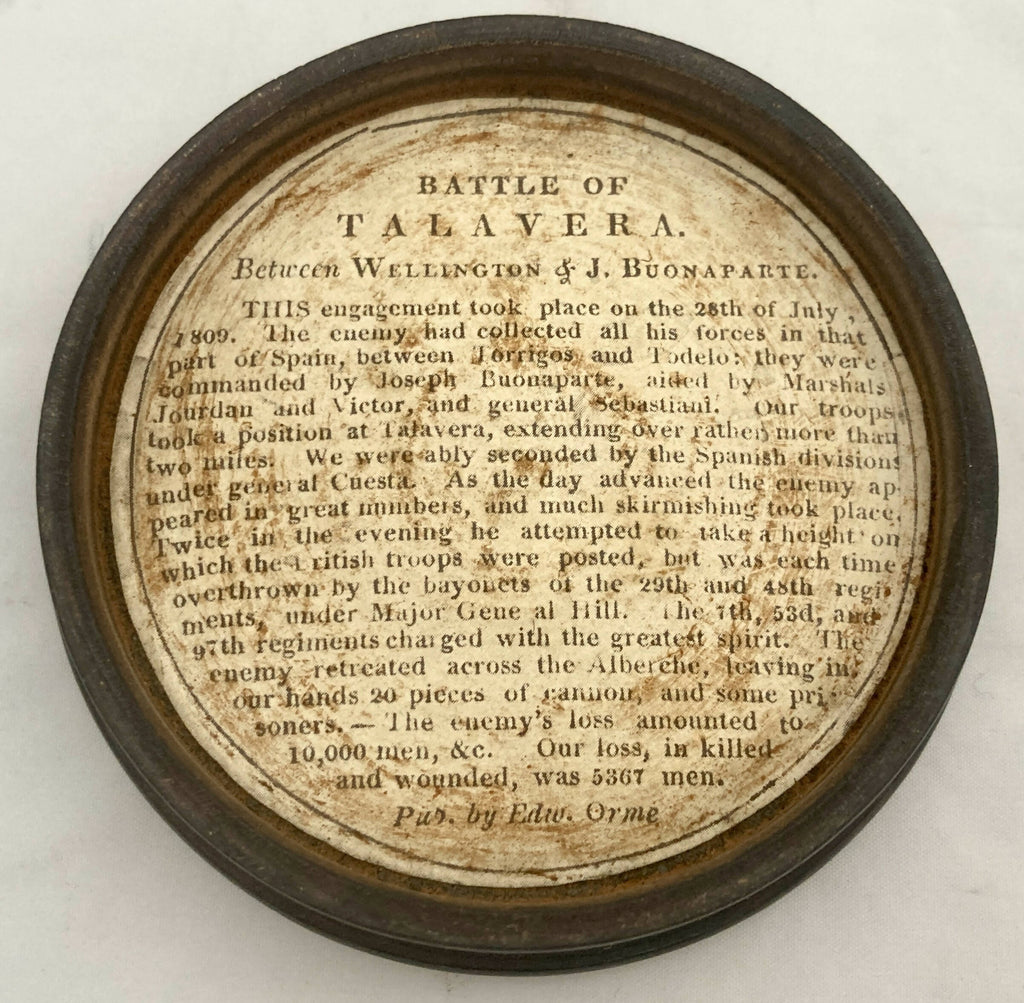 BATTLE OF
TALAVERA.
Between WELLINGTON & J. BUONAPARTE.
THIS engagement took place on the 28th of July,
1809. The enemy had collected all his forces in that
part of Spain, between Torrigos and Todelo: they were
commanded by Joseph Buonaparte, aided by Marshals
Jourdan and Victor, and general Sebastiani. Our troops
took a position at Talavera, extending over rather more than
two miles. We were ably seconded by the Spanish divisions
under general Cuesta. As the day advanced the enemy ap-
peared in great numbers, and much skirmishing took place.
Twice in the evening he attempted to take a height on
which the British troops were posted, but was each time
overthrown by the bayonets of the 29th and 48th regi-
ments, under Major General Hill. The 7th, 53d, and
97th regiments charged with the greatest spirit. The
enemy retreated across the Alberche, leaving in
our hands 20 pieces of cannon, and some pri-
soners.— The enemy's loss amounted to
10,000 men, &c. Our loss, in killed
and wounded, was 5367 men.
Pub. by Edw. Orme